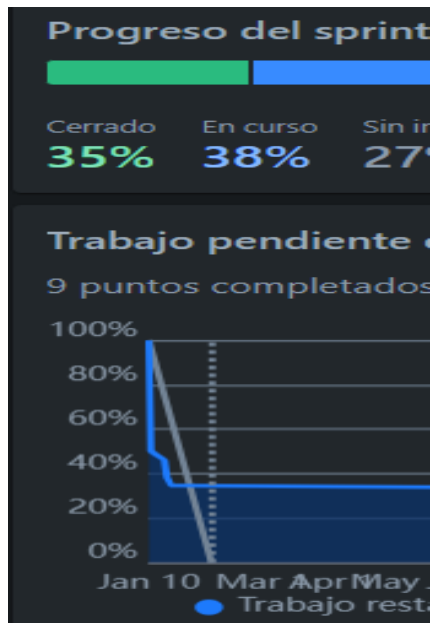 Progreso del sprint
Cerrado En curso Sin in
35% 38% 27%
Trabajo pendiente
9 puntos completados
100%
80%
60%
40%
20%
0%
Jan 10 Mar Apr May
Trabajo resta